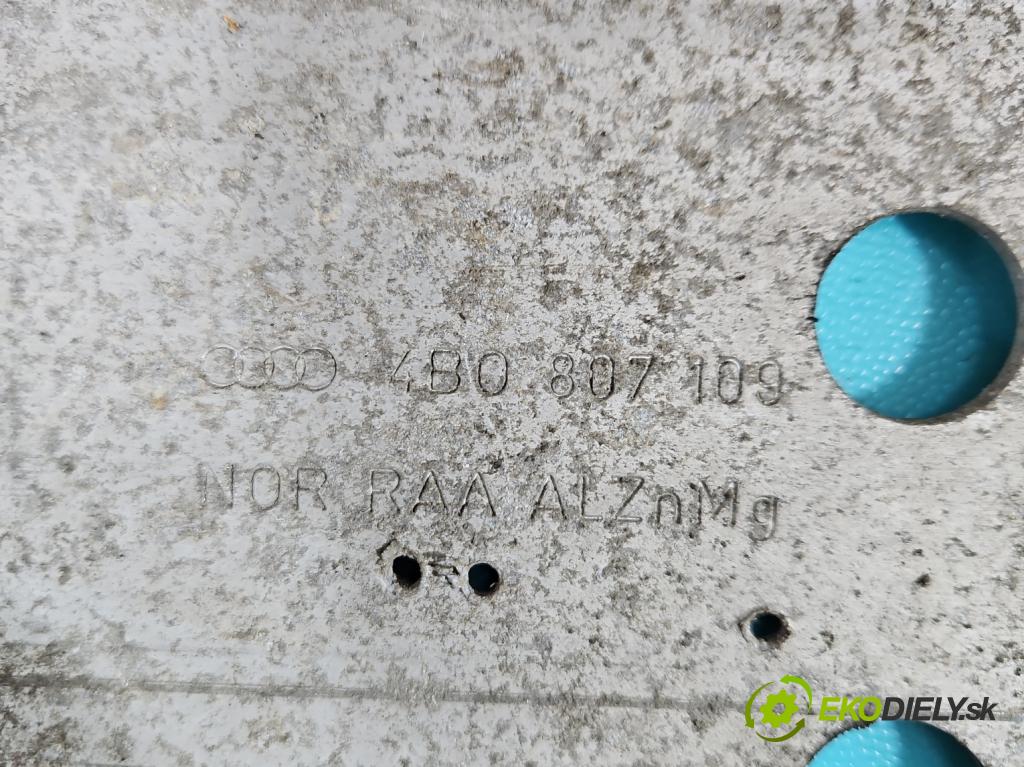 4B0 807 109
NOR RAA ALZnMg
EKODIELY.sk